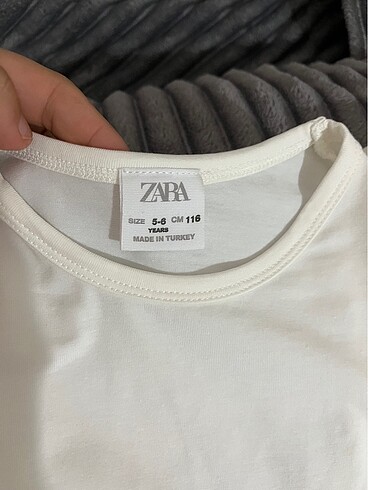 ZARA
SIZE 5-6 CM 116
YEARS
MADE IN TURKEY